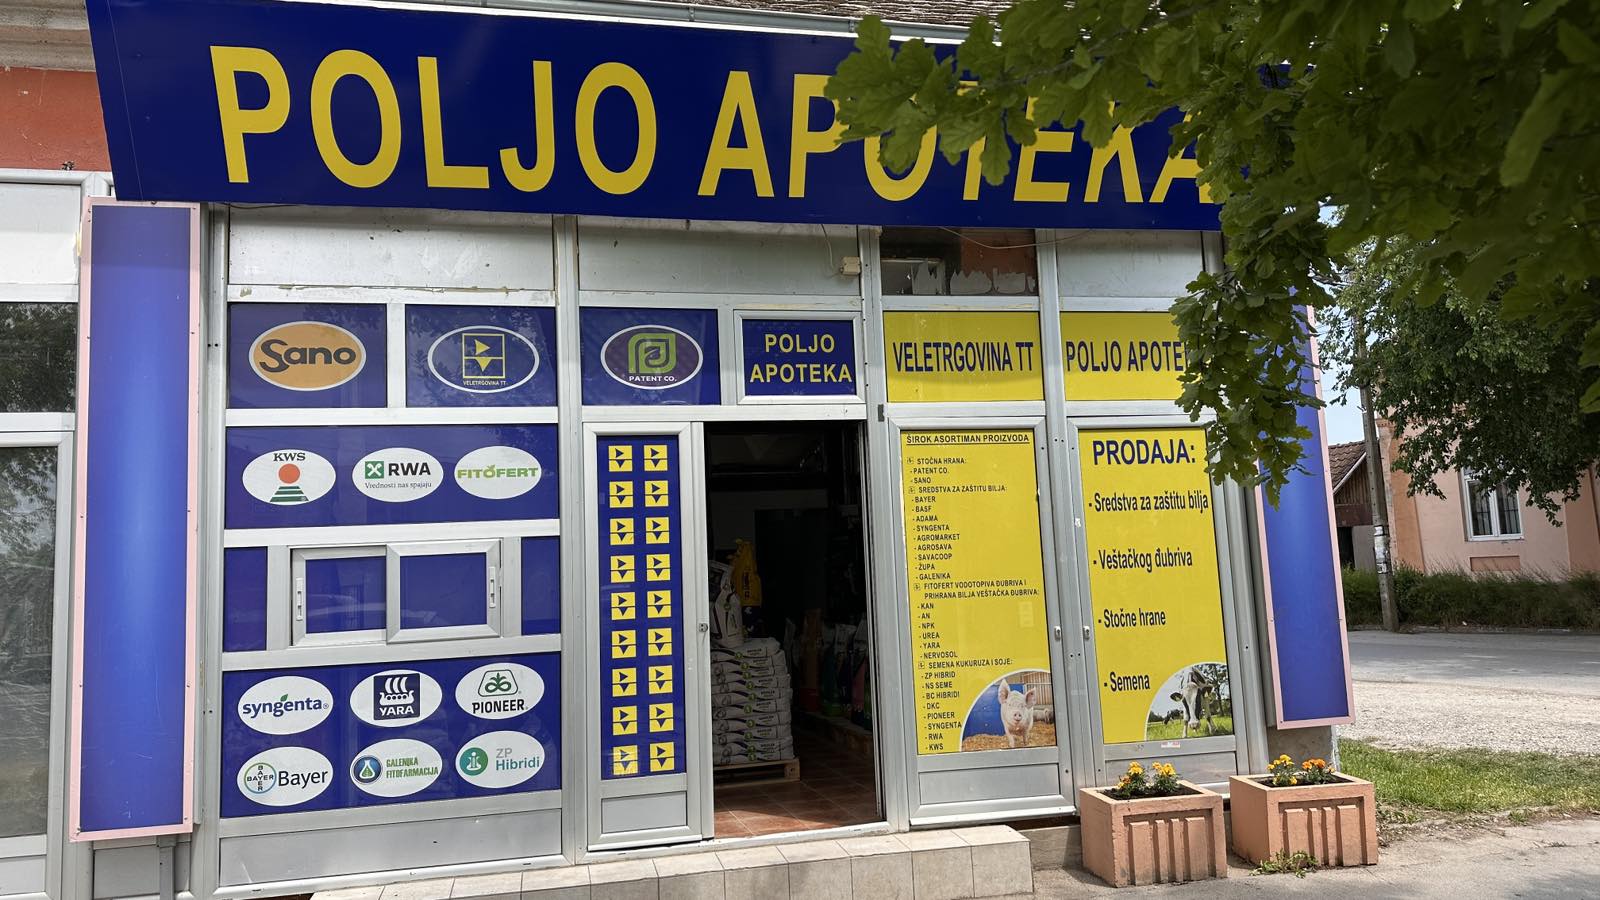 POLJO APOTEKA
Sano
VELETRGOVINA TT.
PATENT CO.
POLJO
APOTEKA
VELETRGOVINA TT
POLJO APOTE
KWS
RWA
Vrednosti nas spajaju
FITOFERT
syngenta
YARA
PIONEER
BAYER
BAYER
Bayer
GALENIKA
FITOFARMACIJA
ZP
Hibridi
ŠIROK ASORTIMAN PROIZVODA
STOČNA HRANA:
- PATENT CO.
- SANO
SREDSTVA ZA ZAŠTITU BILJA:
- BAYER
- BASF
- ADAMA
- SYNGENTA
- AGROMARKET
- AGROSAVA
- SAVACOOP
- ŽUPA
- GALENIKA
FITOFERT VODOTOPIVA ĐUBRIVA I
PRIHRANA BILJA VEŠTAČKA ĐUBRIVA:
- KAN
- AN
- NPK
- UREA
- YARA
- NERVOSOL
SEMENA KUKURUZA I SOJE:
- ZP HIBRID
- NS SEME
- BC HIBRIDI
- DKC
- PIONEER
- SYNGENTA
- RWA
- KWS
PRODAJA:
- Sredstva za zaštitu bilja
- Veštačkog đubriva
- Stočne hrane
- Semena